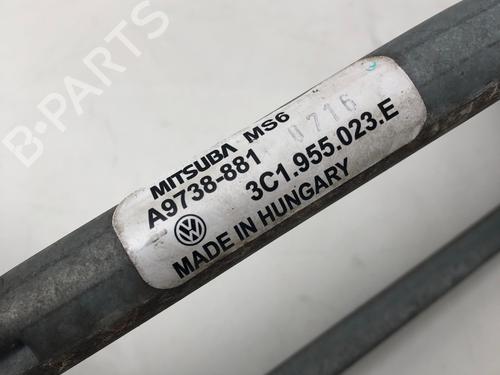 MITSUBA MS6
0716
A9738-881
3C1.955.023.E
MADE IN HUNGARY
B-PARTS